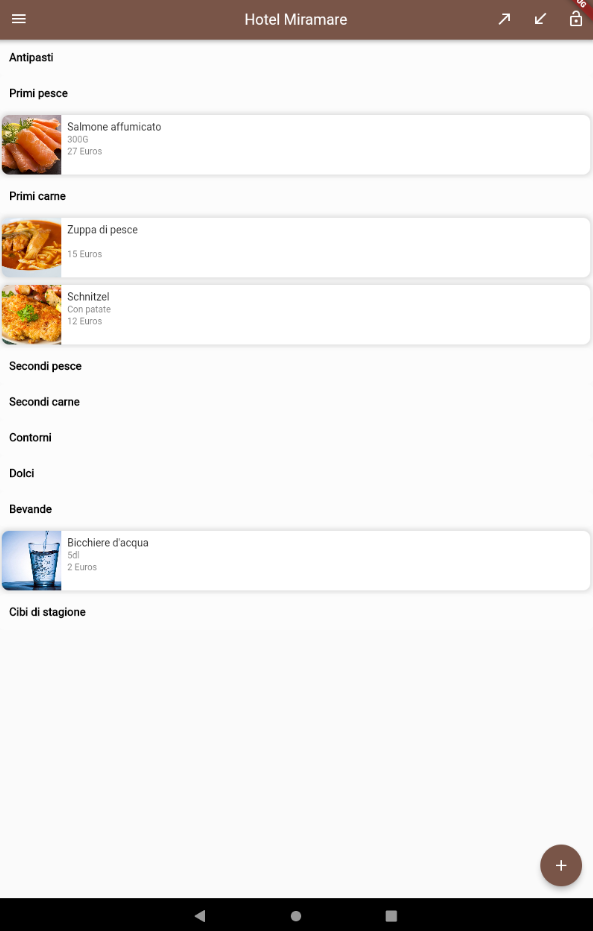 Hotel Miramare
Antipasti
Primi pesce
Salmone affumicato
300G
27 Euros
Primi carne
Zuppa di pesce
15 Euros
Schnitzel
Con patate
12 Euros
Secondi pesce
Secondi carne
Contorni
Dolci
Bevande
Bicchiere d'acqua
5dl
2 Euros
Cibi di stagione